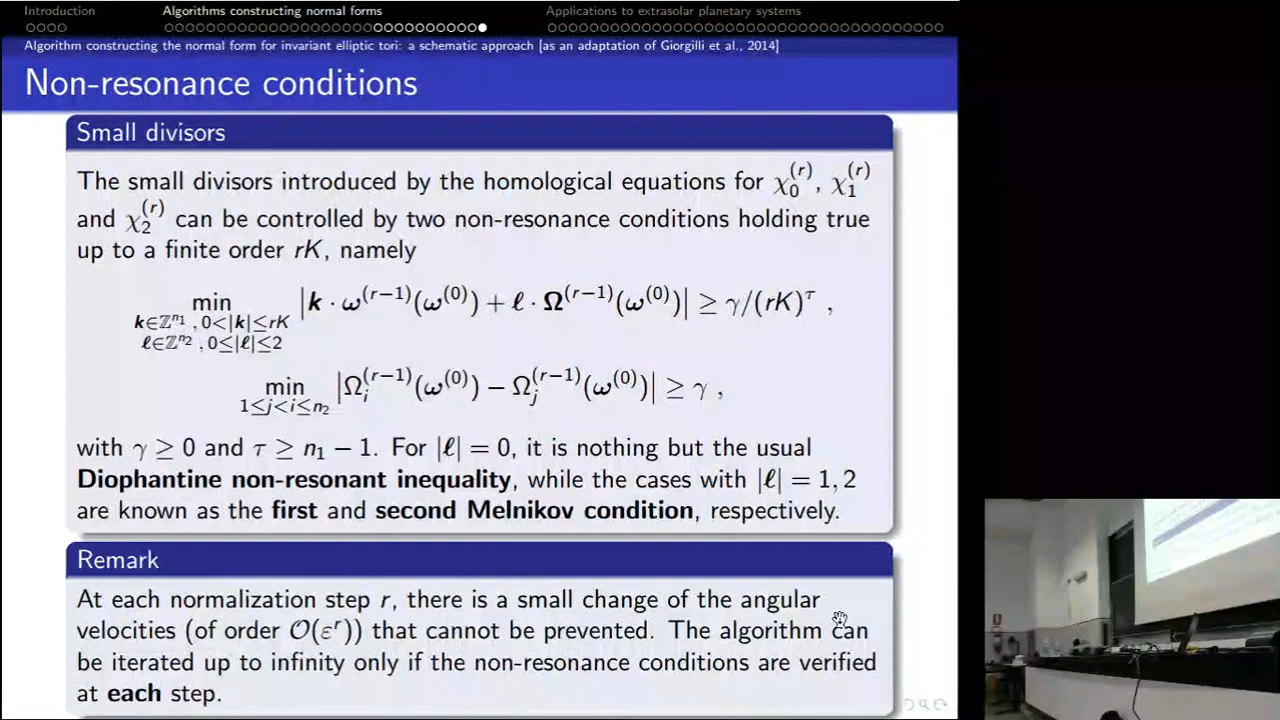 Introduction Algorithms constructing normal forms Applications to extrasolar planetary systems
Algorithm constructing the normal form for invariant elliptic tori: a schematic approach [as an adaptation of Giorgilli et al., 2014]
Non-resonance conditions
Small divisors
The small divisors introduced by the homological equations for χ₀^(r), χ₁^(r)
and χ₂^(r) can be controlled by two non-resonance conditions holding true
up to a finite order rK, namely
min_{k∈ℤ^{n₁}, 0<|k|≤rK, ℓ∈ℤ^{n₂}, 0≤|ℓ|≤2} |k · ω^(r−1)(ω^(0)) + ℓ · Ω^(r−1)(ω^(0))| ≥ γ/(rK)^τ ,
min_{1≤j<i≤n₂} |Ω_i^(r−1)(ω^(0)) − Ω_j^(r−1)(ω^(0))| ≥ γ ,
with γ ≥ 0 and τ ≥ n₁ − 1. For |ℓ| = 0, it is nothing but the usual
Diophantine non-resonant inequality, while the cases with |ℓ| = 1, 2
are known as the first and second Melnikov condition, respectively.
Remark
At each normalization step r, there is a small change of the angular
velocities (of order O(ε^r)) that cannot be prevented. The algorithm can
be iterated up to infinity only if the non-resonance conditions are verified
at each step.